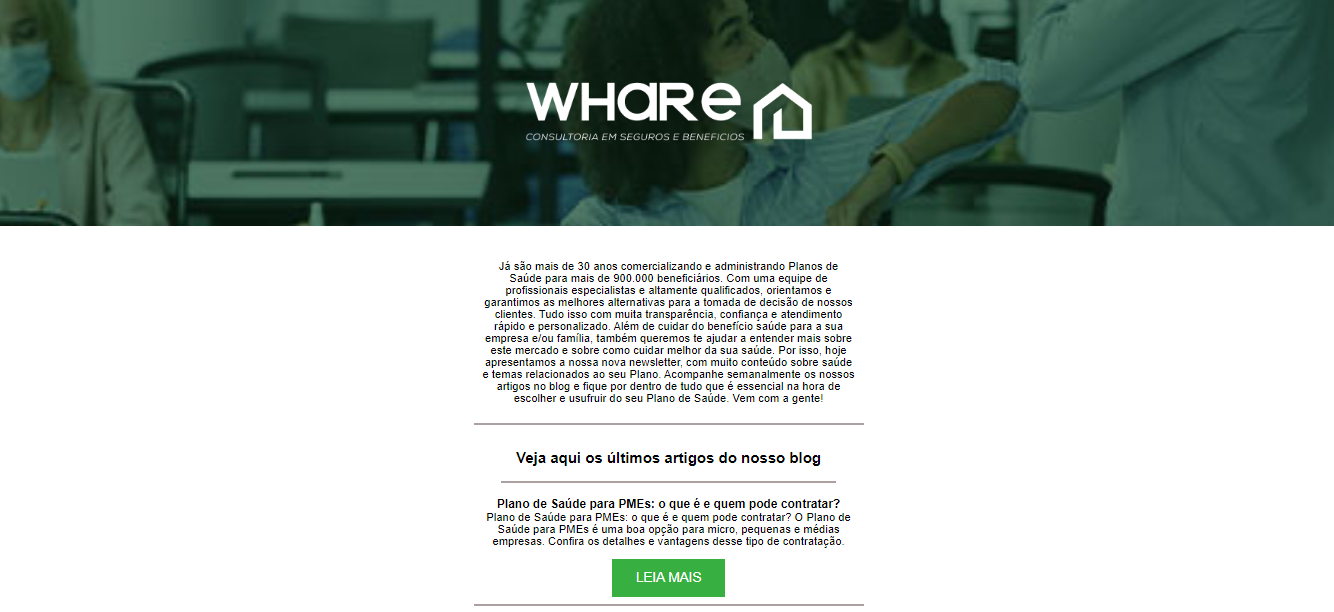 WHARE
CONSULTORIA EM SEGUROS E BENEFICIOS
Já são mais de 30 anos comercializando e administrando Planos de
Saúde para mais de 900.000 beneficiários. Com uma equipe de
profissionais especialistas e altamente qualificados, orientamos e
garantimos as melhores alternativas para a tomada de decisão de nossos
clientes. Tudo isso com muita transparência, confiança e atendimento
rápido e personalizado. Além de cuidar do benefício saúde para a sua
empresa e/ou família, também queremos te ajudar a entender mais sobre
este mercado e sobre como cuidar melhor da sua saúde. Por isso, hoje
apresentamos a nossa nova newsletter, com muito conteúdo sobre saúde
e temas relacionados ao seu Plano. Acompanhe semanalmente os nossos
artigos no blog e fique por dentro de tudo que é essencial na hora de
escolher e usufruir do seu Plano de Saúde. Vem com a gente!
Veja aqui os últimos artigos do nosso blog
Plano de Saúde para PMEs: o que é e quem pode contratar?
Plano de Saúde para PMEs: o que é e quem pode contratar? O Plano de
Saúde para PMEs é uma boa opção para micro, pequenas e médias
empresas. Confira os detalhes e vantagens desse tipo de contratação.
LEIA MAIS